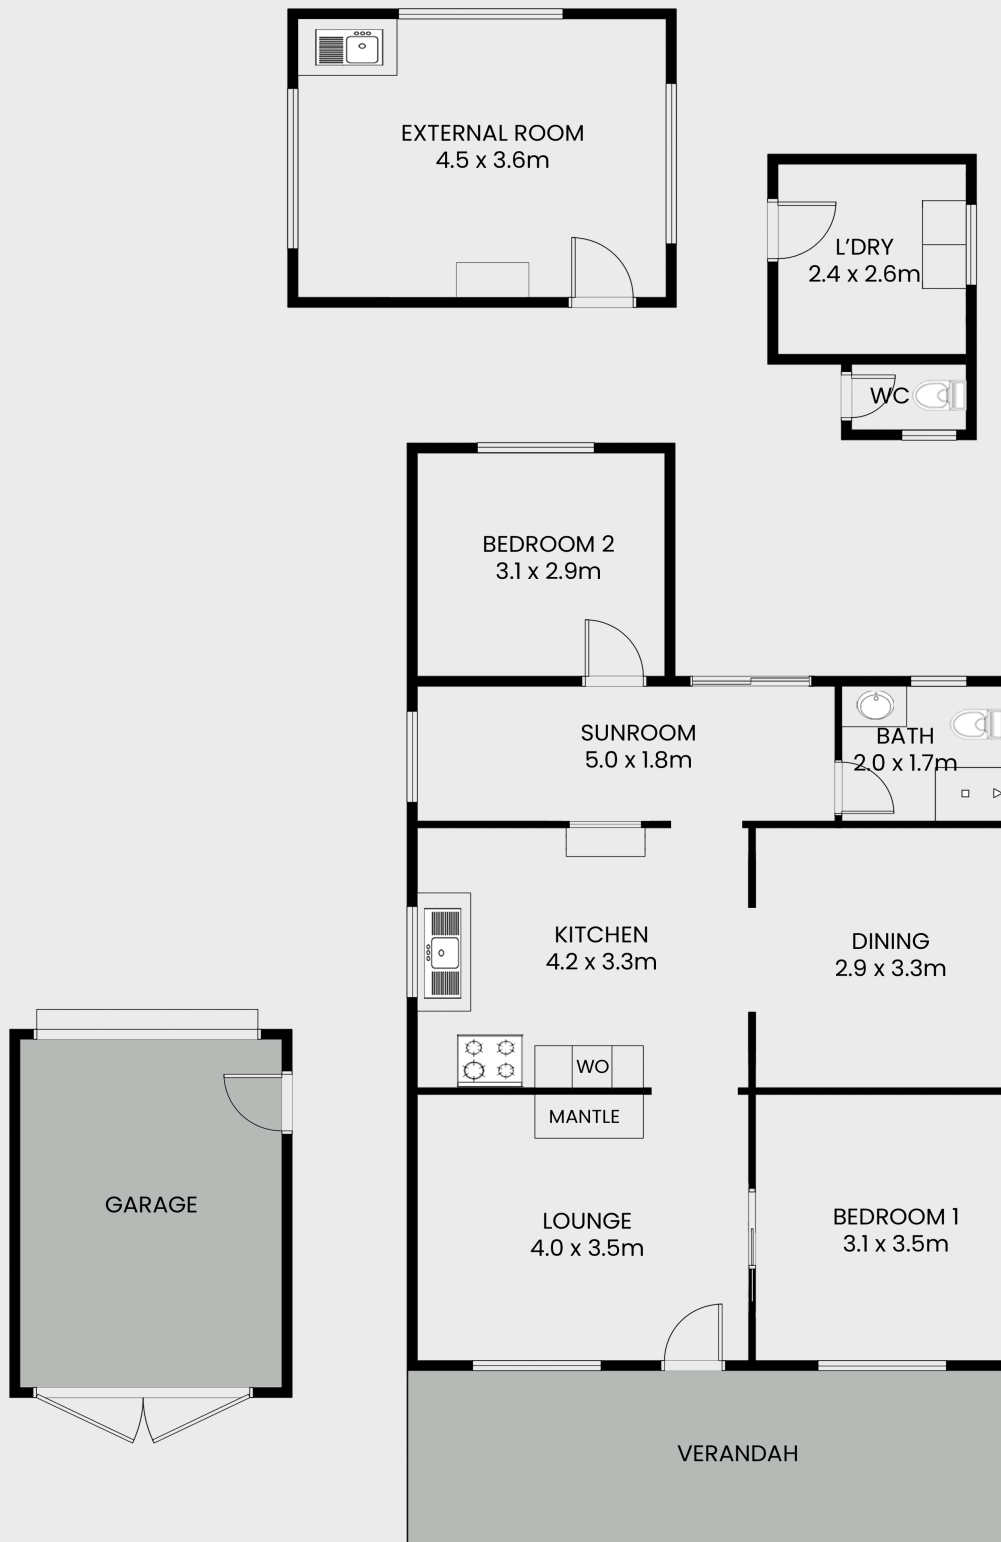 EXTERNAL ROOM
4.5 x 3.6m
L'DRY
2.4 x 2.6m
WC
BEDROOM 2
3.1 x 2.9m
SUNROOM
5.0 x 1.8m
BATH
2.0 x 1.7m
KITCHEN
4.2 x 3.3m
DINING
2.9 x 3.3m
WO
MANTLE
GARAGE
LOUNGE
4.0 x 3.5m
BEDROOM 1
3.1 x 3.5m
VERANDAH